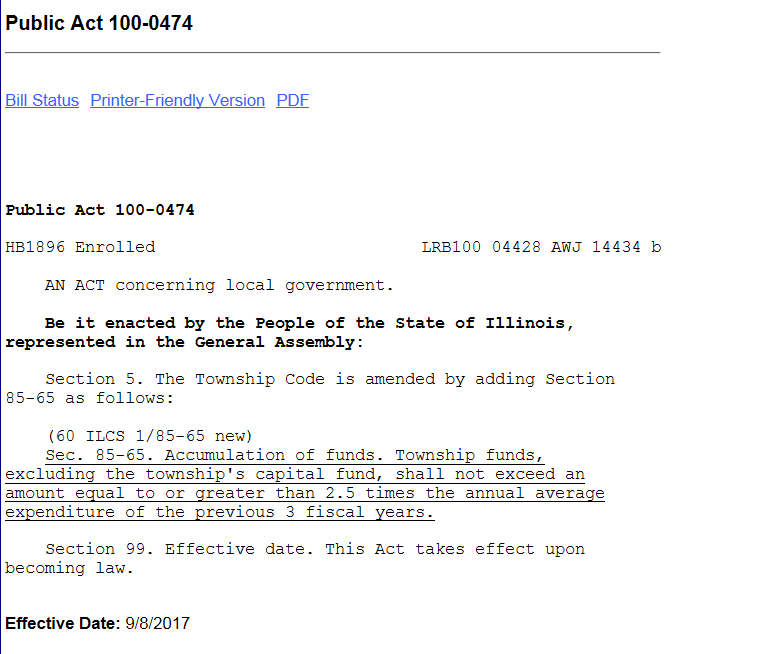 Public Act 100-0474
Bill Status Printer-Friendly Version PDF
Public Act 100-0474
HB1896 Enrolled LRB100 04428 AWJ 14434 b
AN ACT concerning local government.
Be it enacted by the People of the State of Illinois,
represented in the General Assembly:
Section 5. The Township Code is amended by adding Section
85-65 as follows:
(60 ILCS 1/85-65 new)
Sec. 85-65. Accumulation of funds. Township funds,
excluding the township's capital fund, shall not exceed an
amount equal to or greater than 2.5 times the annual average
expenditure of the previous 3 fiscal years.
Section 99. Effective date. This Act takes effect upon
becoming law.
Effective Date: 9/8/2017